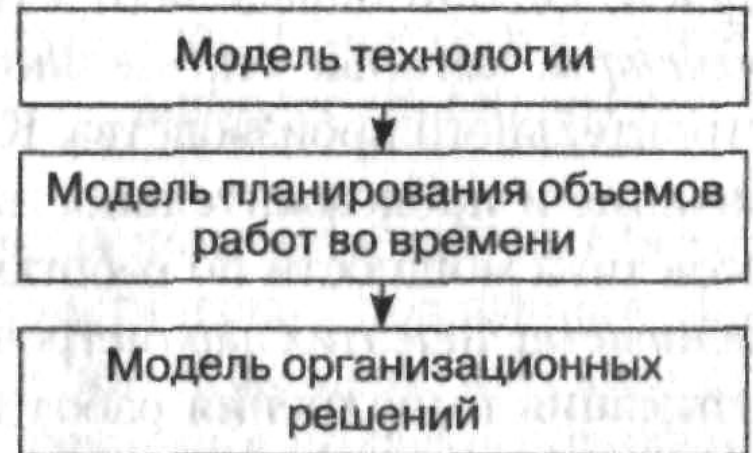 Модель технологии
Модель планирования объемов
работ во времени
Модель организационных
решений